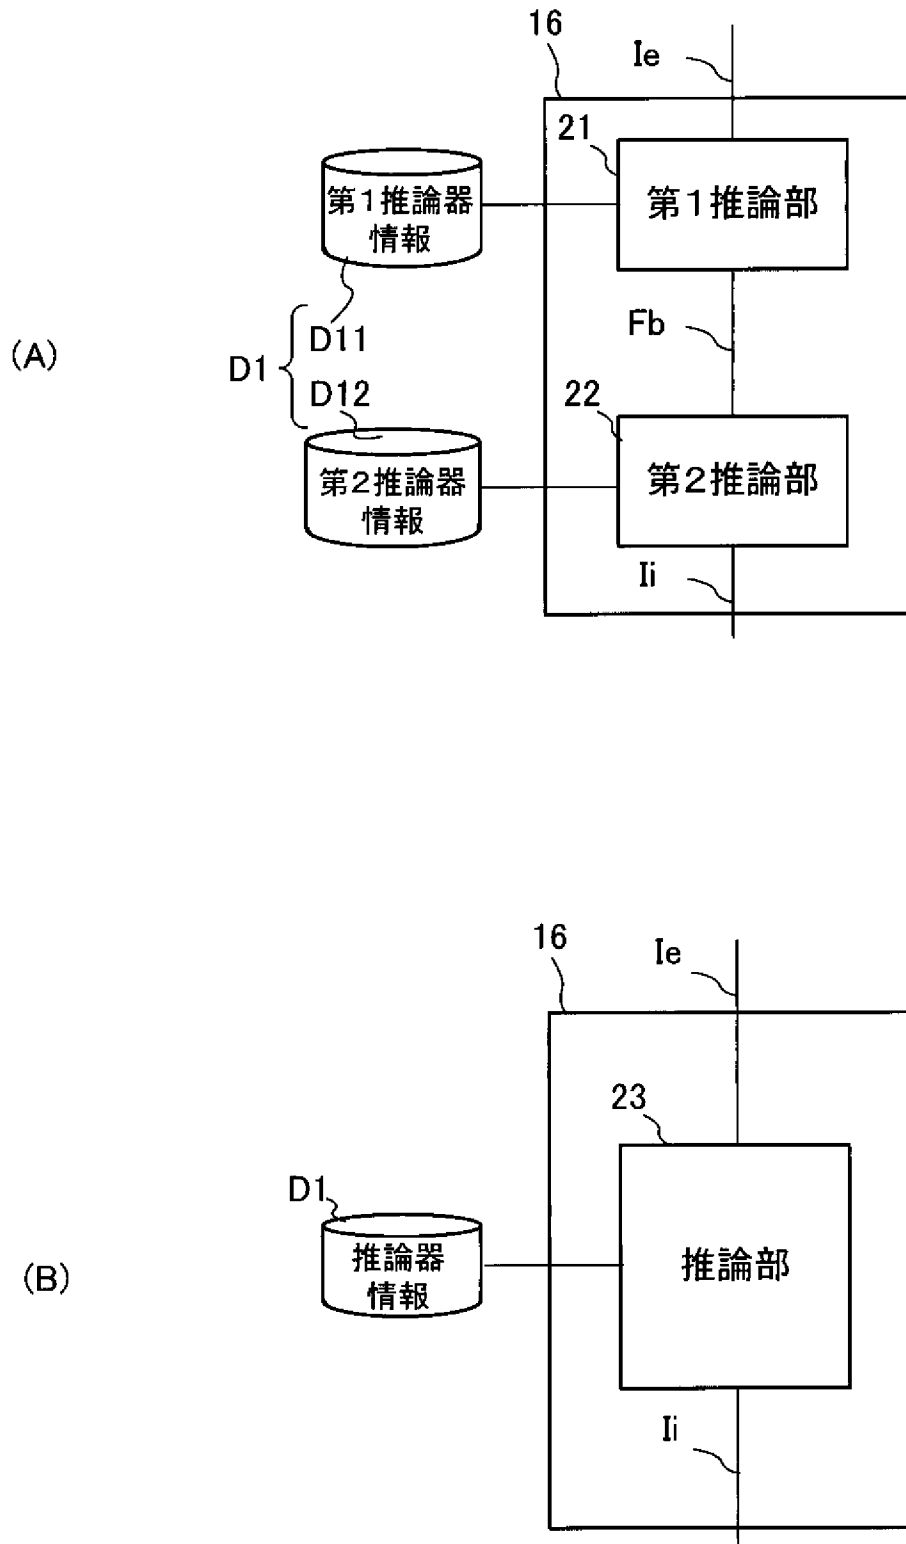 16
Ie
21
第1推論器
情報
第1推論部
D11
Fb
(A)
D1
D12
22
第2推論器
情報
第2推論部
Ii
16
Ie
23
D1
推論器
情報
推論部
(B)
Ii